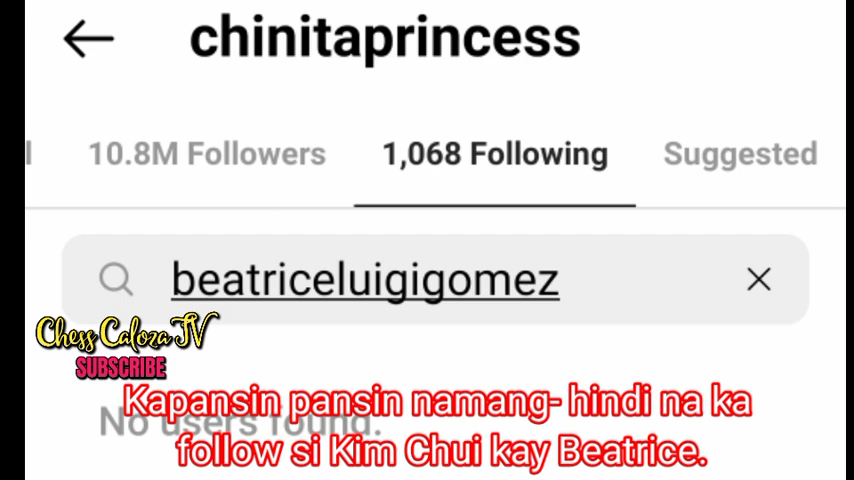 chinitaprincess
l 10.8M Followers 1,068 Following Suggested
beatriceluigigomez
Chess Caloza TV
SUBSCRIBE
Kapansin pansin namang- hindi na ka
No users found.
follow si Kim Chui kay Beatrice.